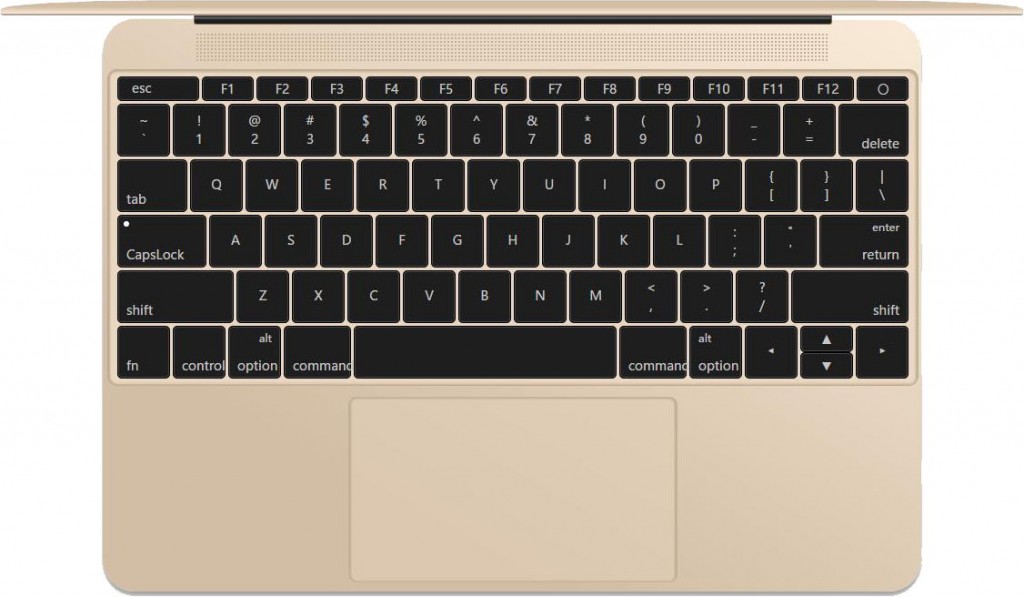 esc F1 F2 F3 F4 F5 F6 F7 F8 F9 F10 F11 F12
~ ! @ # $ % ^ & * ( ) _ +
` 1 2 3 4 5 6 7 8 9 0 - = delete
tab Q W E R T Y U I O P { } |
[ ] \
CapsLock A S D F G H J K L : " enter
; ' return
shift Z X C V B N M < > ? shift
, . /
alt alt
fn control option command command option